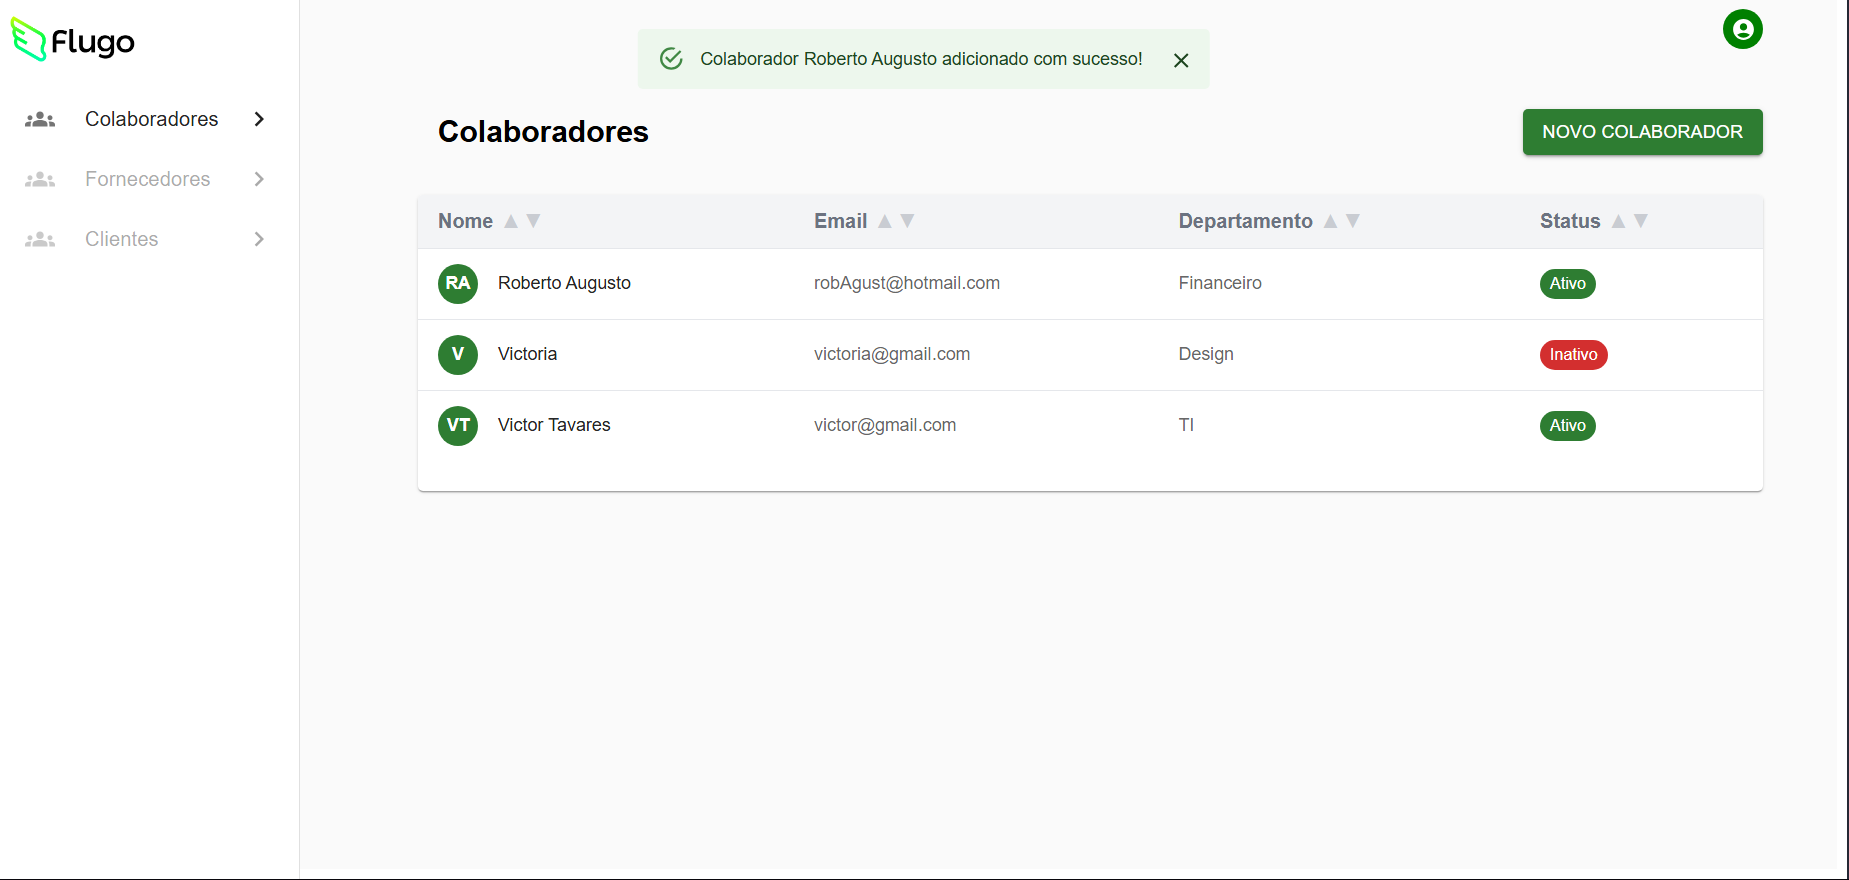 Flugo
Colaborador Roberto Augusto adicionado com sucesso!
Colaboradores
Fornecedores
Clientes
Colaboradores
NOVO COLABORADOR
Nome ▲ ▼ Email ▲ ▼ Departamento ▲ ▼ Status ▲ ▼
RA Roberto Augusto robAgust@hotmail.com Financeiro Ativo
V Victoria victoria@gmail.com Design Inativo
VT Victor Tavares victor@gmail.com TI Ativo